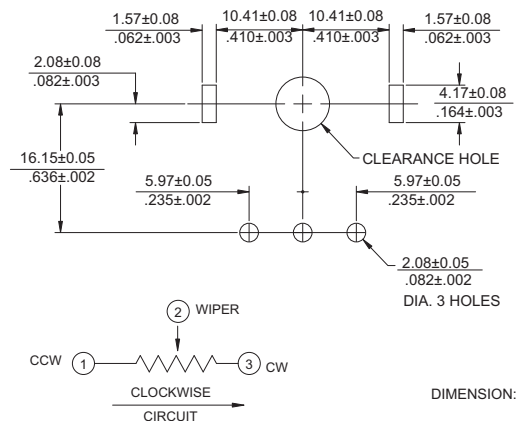 1.57±0.08
.062±.003
10.41±0.08
.410±.003
10.41±0.08
.410±.003
1.57±0.08
.062±.003
2.08±0.08
.082±.003
4.17±0.08
.164±.003
CLEARANCE HOLE
16.15±0.05
.636±.002
5.97±0.05
.235±.002
5.97±0.05
.235±.002
2.08±0.05
.082±.002
DIA. 3 HOLES
2 WIPER
CCW 1 3 CW
CLOCKWISE
CIRCUIT
DIMENSION: